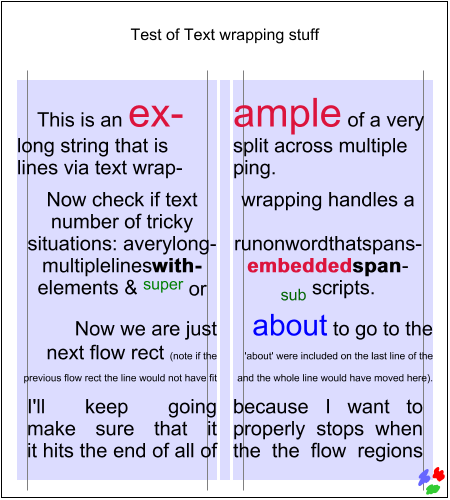 Test of Text wrapping stuff
This is an ex- ample of a very
long string that is split across multiple
lines via text wrap- ping.
Now check if text wrapping handles a
number of tricky
situations: averylong- runonwordthatspans-
multiplelineswith- embeddedspan-
elements & super or sub scripts.
Now we are just about to go to the
next flow rect (note if the 'about' were included on the last line of the
previous flow rect the line would not have fit and the whole line would have moved here).
I'll keep going because I want to
make sure that it properly stops when
it hits the end of all of the the flow regions